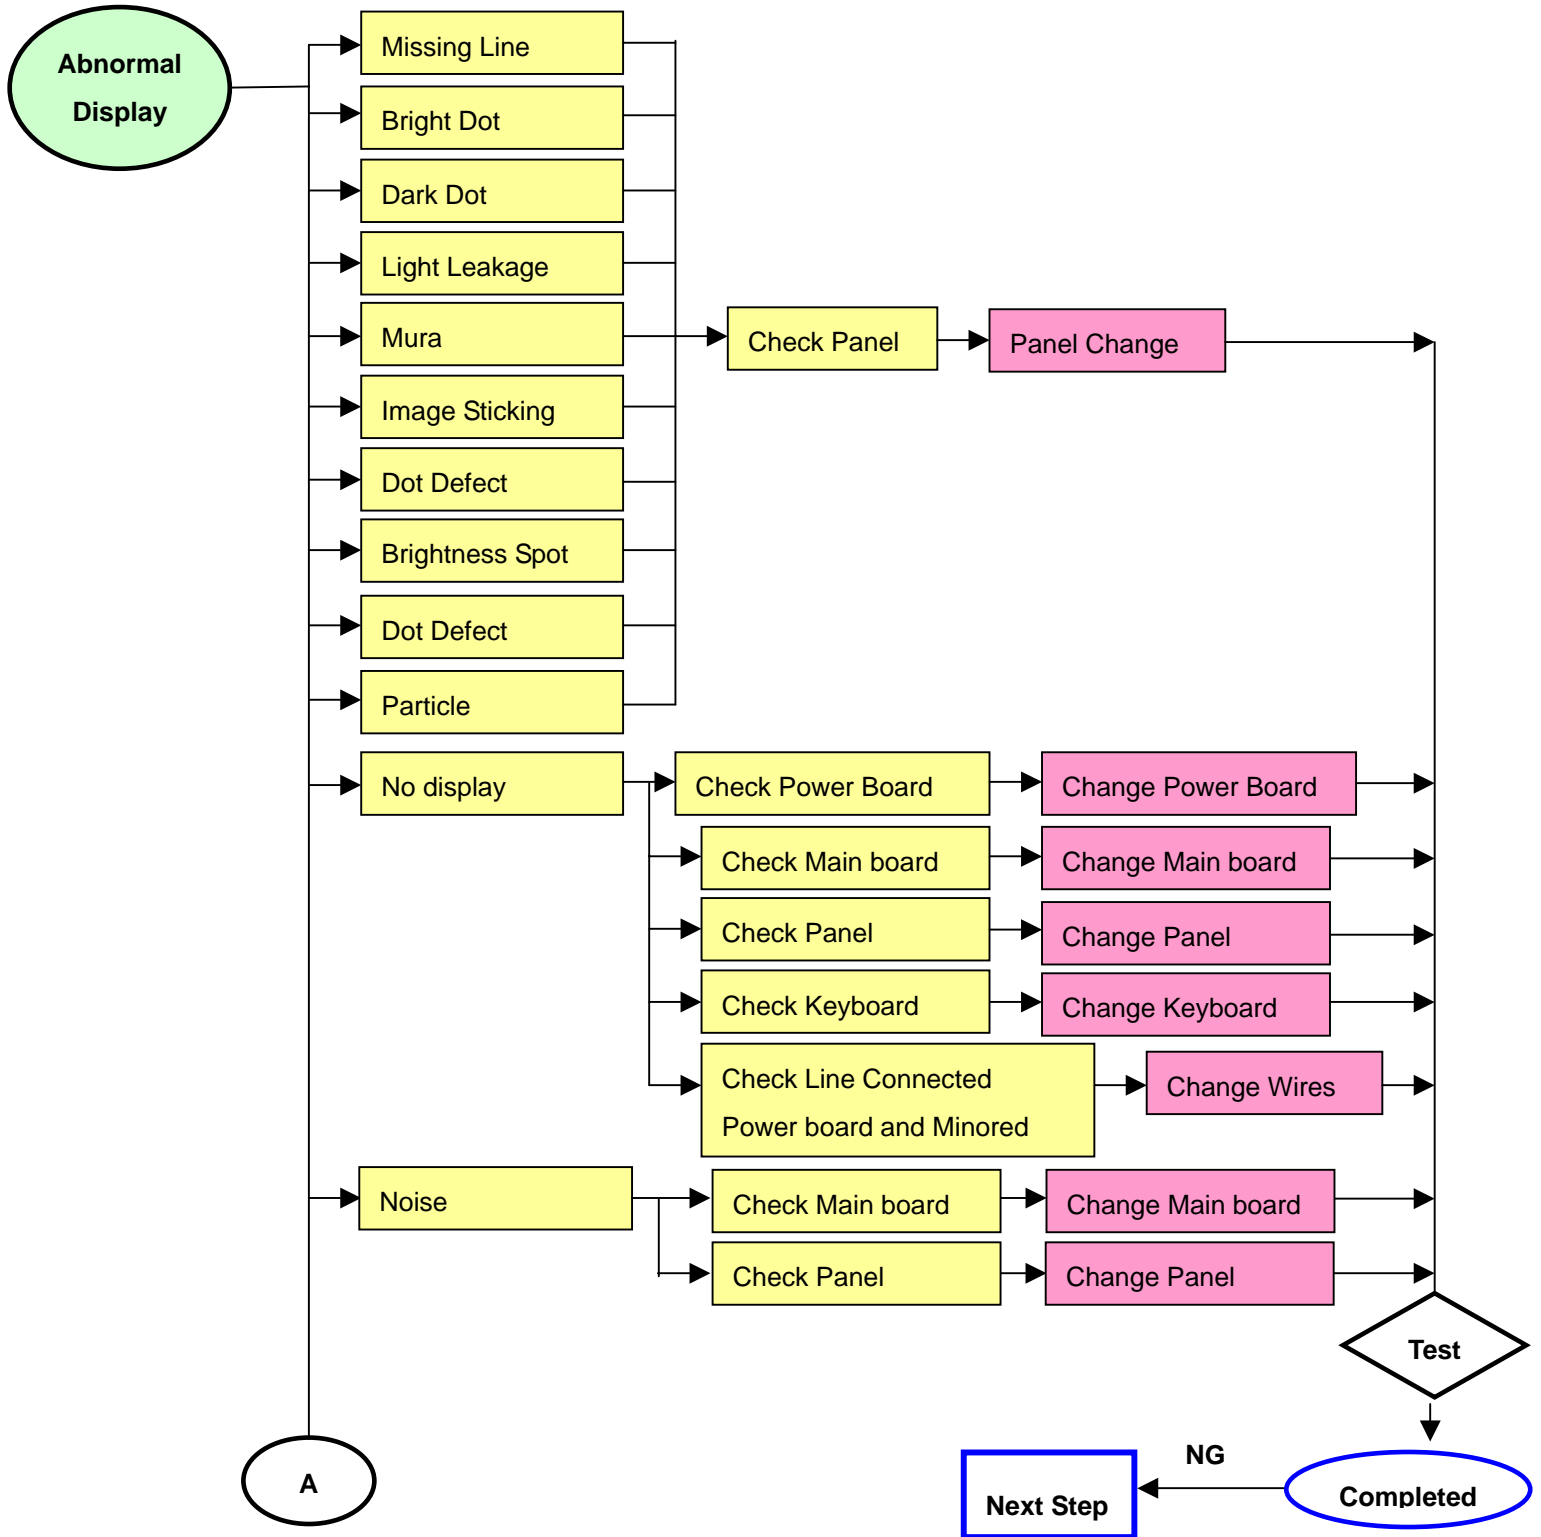 Abnormal
Display
Missing Line
Bright Dot
Dark Dot
Light Leakage
Mura
Check Panel
Panel Change
Image Sticking
Dot Defect
Brightness Spot
Dot Defect
Particle
No display
Check Power Board
Change Power Board
Check Main board
Change Main board
Check Panel
Change Panel
Check Keyboard
Change Keyboard
Check Line Connected
Power board and Minored
Change Wires
Noise
Check Main board
Change Main board
Check Panel
Change Panel
Test
A
NG
Next Step
Completed